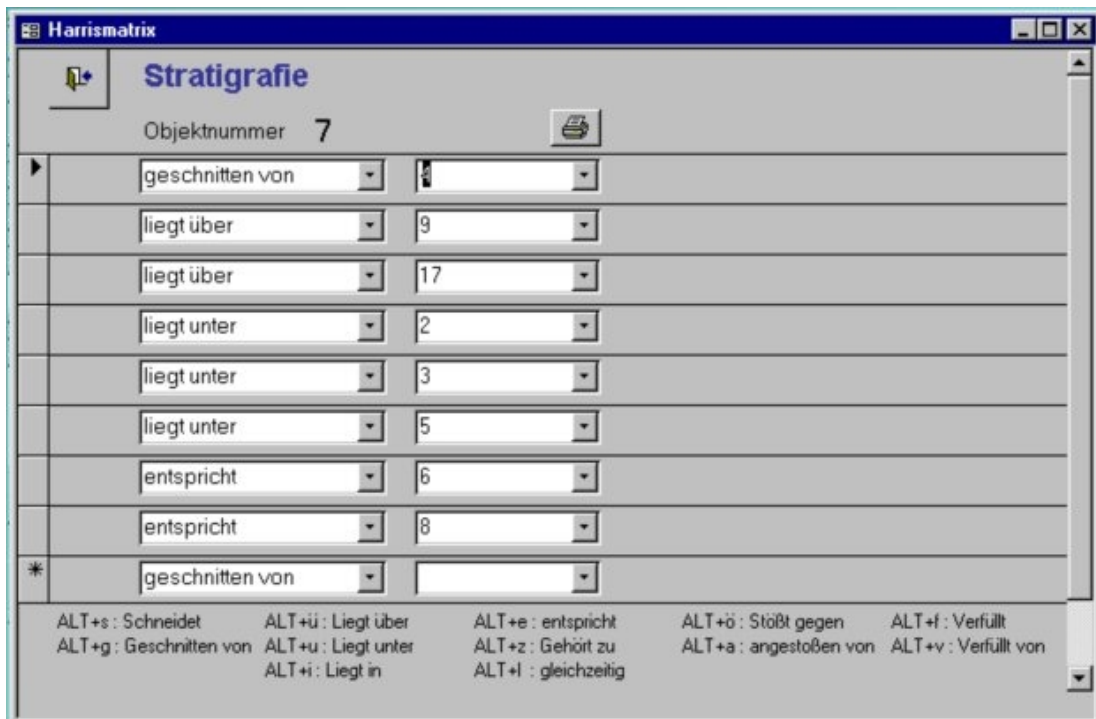 Harrismatrix
Stratigrafie
Objektnummer 7
geschnitten von 4
liegt über 9
liegt über 17
liegt unter 2
liegt unter 3
liegt unter 5
entspricht 6
entspricht 8
geschnitten von
ALT+s : Schneidet ALT+ü : Liegt über ALT+e : entspricht ALT+ö : Stößt gegen ALT+f : Verfüllt
ALT+g : Geschnitten von ALT+u : Liegt unter ALT+z : Gehört zu ALT+a : angestoßen von ALT+v : Verfüllt von
ALT+i : Liegt in ALT+l : gleichzeitig